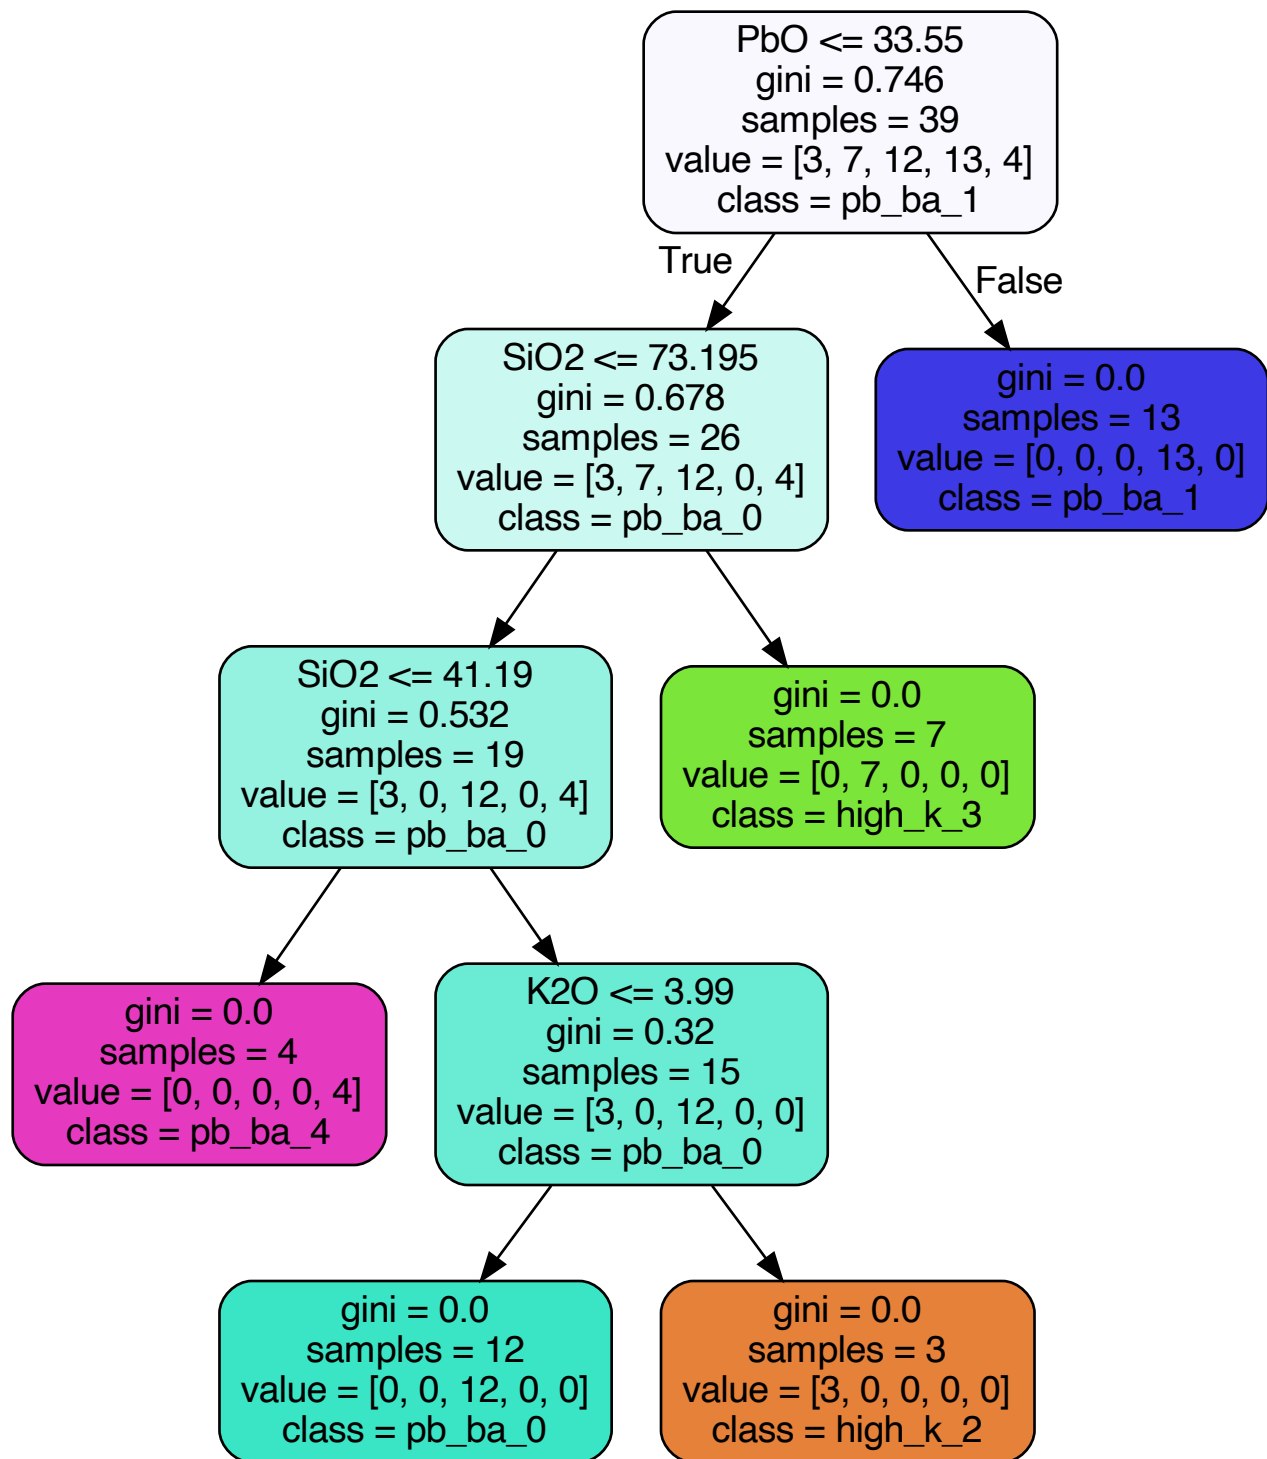 PbO <= 33.55
gini = 0.746
samples = 39
value = [3, 7, 12, 13, 4]
class = pb_ba_1
True
False
SiO2 <= 73.195
gini = 0.678
samples = 26
value = [3, 7, 12, 0, 4]
class = pb_ba_0
gini = 0.0
samples = 13
value = [0, 0, 0, 13, 0]
class = pb_ba_1
SiO2 <= 41.19
gini = 0.532
samples = 19
value = [3, 0, 12, 0, 4]
class = pb_ba_0
gini = 0.0
samples = 7
value = [0, 7, 0, 0, 0]
class = high_k_3
gini = 0.0
samples = 4
value = [0, 0, 0, 0, 4]
class = pb_ba_4
K2O <= 3.99
gini = 0.32
samples = 15
value = [3, 0, 12, 0, 0]
class = pb_ba_0
gini = 0.0
samples = 12
value = [0, 0, 12, 0, 0]
class = pb_ba_0
gini = 0.0
samples = 3
value = [3, 0, 0, 0, 0]
class = high_k_2